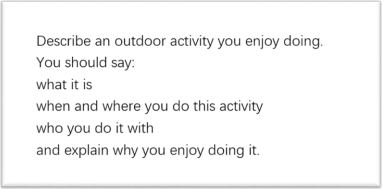 Describe an outdoor activity you enjoy doing.
You should say:
what it is
when and where you do this activity
who you do it with
and explain why you enjoy doing it.